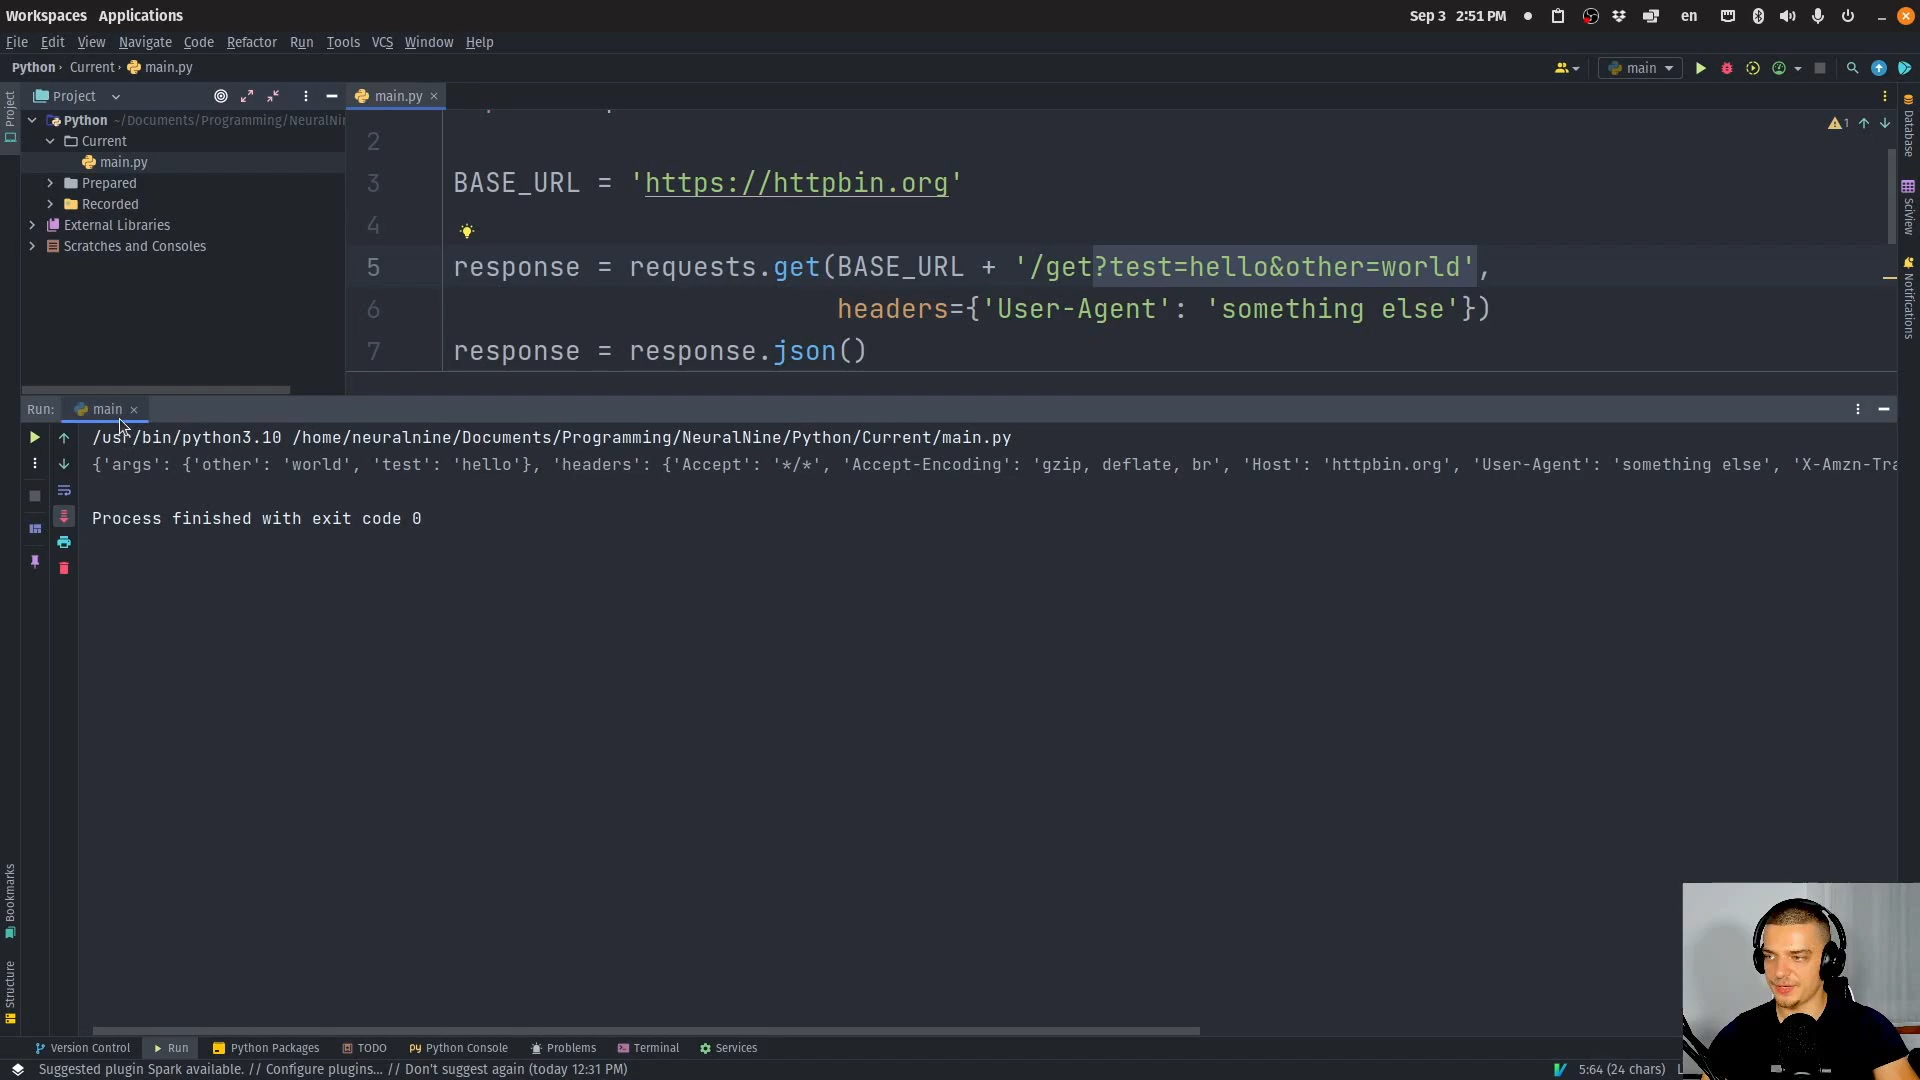 Workspaces Applications
Sep 3 2:51 PM
en
File Edit View Navigate Code Refactor Run Tools VCS Window Help
Python Current main.py
main
Project
main.py
Python ~/Documents/Programming/NeuralNi
Current
main.py
Prepared
Recorded
External Libraries
Scratches and Consoles
1
2
3 BASE_URL = 'https://httpbin.org'
4
5 response = requests.get(BASE_URL + '/get?test=hello&other=world',
6 headers={'User-Agent': 'something else'})
7 response = response.json()
Project
Database
SciView
Notifications
Run: main
/usr/bin/python3.10 /home/neuralnine/Documents/Programming/NeuralNine/Python/Current/main.py
{'args': {'other': 'world', 'test': 'hello'}, 'headers': {'Accept': '*/*', 'Accept-Encoding': 'gzip, deflate, br', 'Host': 'httpbin.org', 'User-Agent': 'something else', 'X-Amzn-Tra
Process finished with exit code 0
Bookmarks
Structure
Version Control Run Python Packages TODO Python Console Problems Terminal Services
Suggested plugin Spark available. // Configure plugins... // Don't suggest again (today 12:31 PM)
5:64 (24 chars)